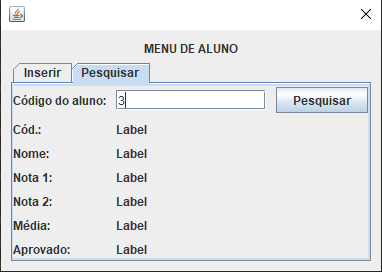 MENU DE ALUNO
Inserir Pesquisar
Código do aluno: 3 Pesquisar
Cód.: Label
Nome: Label
Nota 1: Label
Nota 2: Label
Média: Label
Aprovado: Label